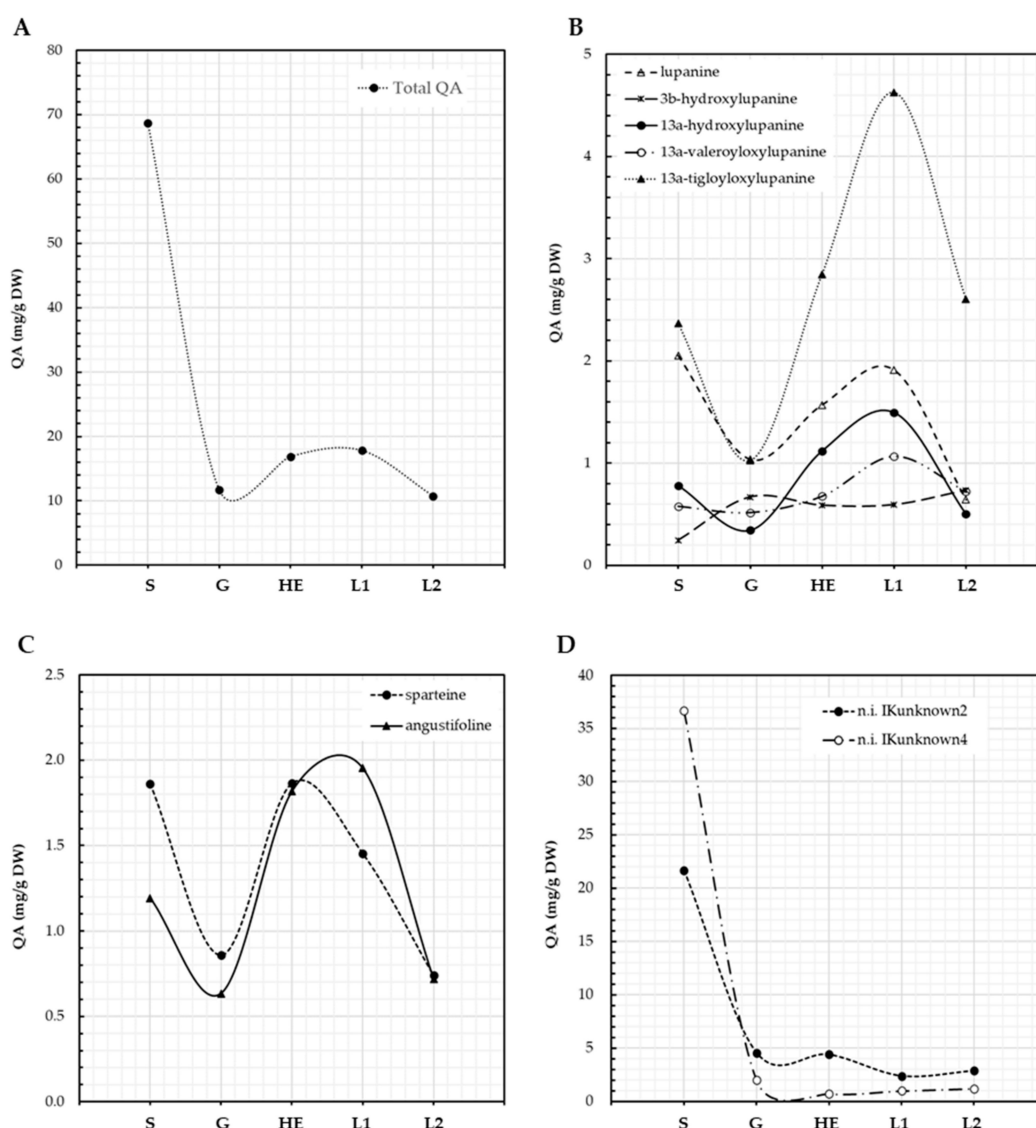 A
80
70
60
50
40
30
20
10
0
QA (mg/g DW)
Total QA
S G HE L1 L2
B
5
4
3
2
1
0
QA (mg/g DW)
lupanine
3b-hydroxylupanine
13a-hydroxylupanine
13a-valeroyloxylupanine
13a-tigloyloxylupanine
S G HE L1 L2
C
2.5
2.0
1.5
1.0
0.5
0.0
QA (mg/g DW)
sparteine
angustifoline
S G HE L1 L2
D
40
35
30
25
20
15
10
5
0
QA (mg/g DW)
n.i. IKunknown2
n.i. IKunknown4
S G HE L1 L2